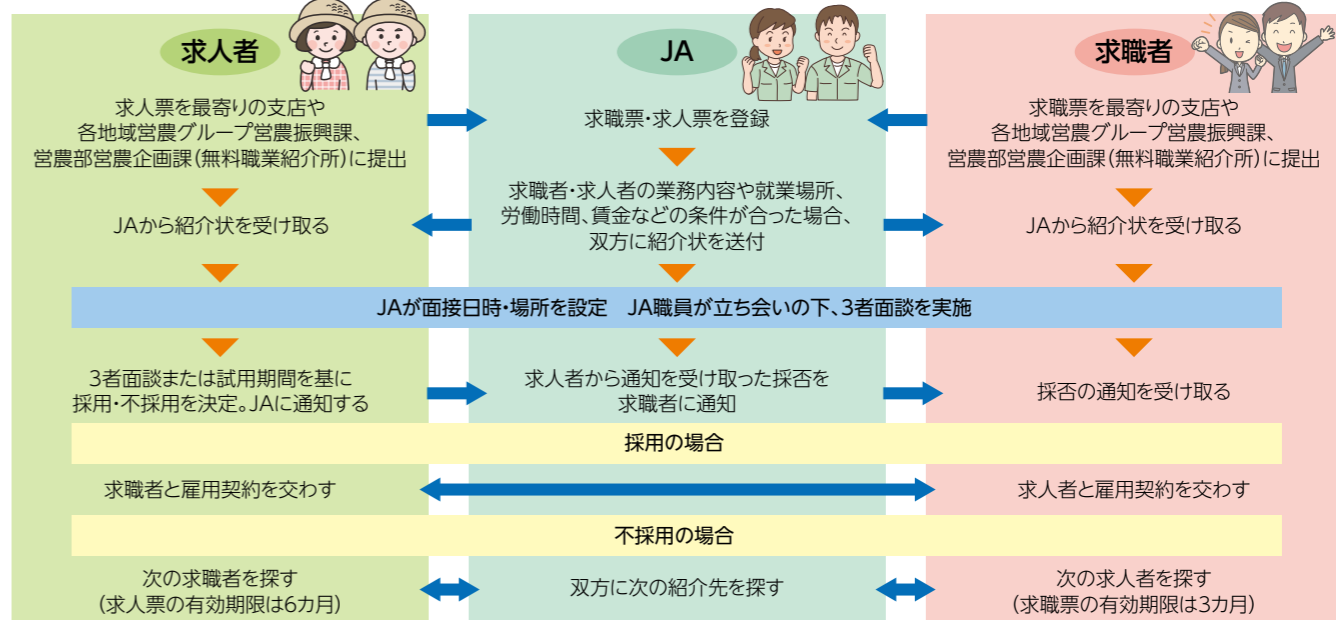 求人者
JA
求職者
求人票を最寄りの支店や
各地域営農グループ営農振興課、
営農部営農企画課(無料職業紹介所)に提出
求職票・求人票を登録
求職票を最寄りの支店や
各地域営農グループ営農振興課、
営農部営農企画課(無料職業紹介所)に提出
JAから紹介状を受け取る
求職者・求人者の業務内容や就業場所、
労働時間、賃金などの条件が合った場合、
双方に紹介状を送付
JAから紹介状を受け取る
JAが面接日時・場所を設定　JA職員が立ち会いの下、3者面談を実施
3者面談または試用期間を基に
採用・不採用を決定。JAに通知する
求人者から通知を受け取った採否を
求職者に通知
採否の通知を受け取る
採用の場合
求職者と雇用契約を交わす
求人者と雇用契約を交わす
不採用の場合
次の求職者を探す
(求人票の有効期限は6カ月)
双方に次の紹介先を探す
次の求人者を探す
(求職票の有効期限は3カ月)